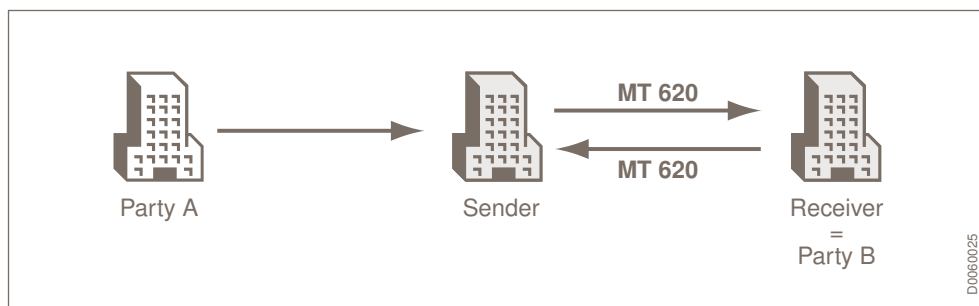 MT 620
MT 620
Party A
Sender
Receiver
=
Party B
D0060025